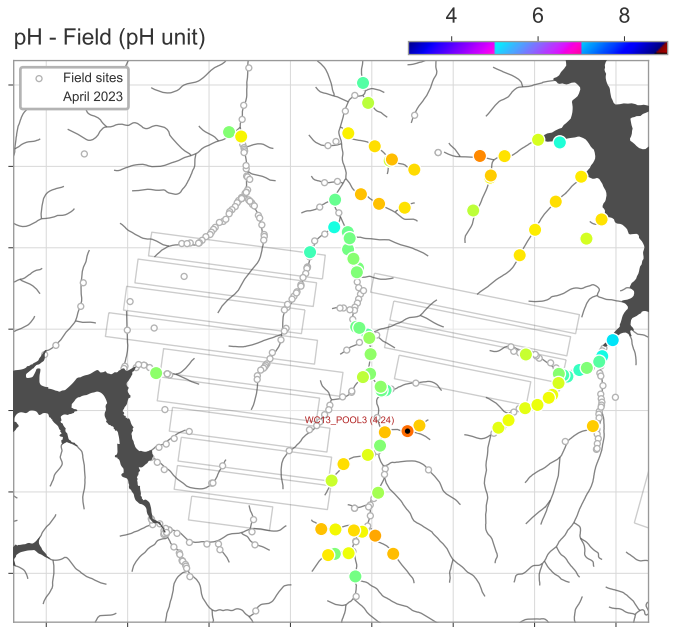 4 6 8
pH - Field (pH unit)
Field sites
April 2023
WC13_POOL3 (4.24)